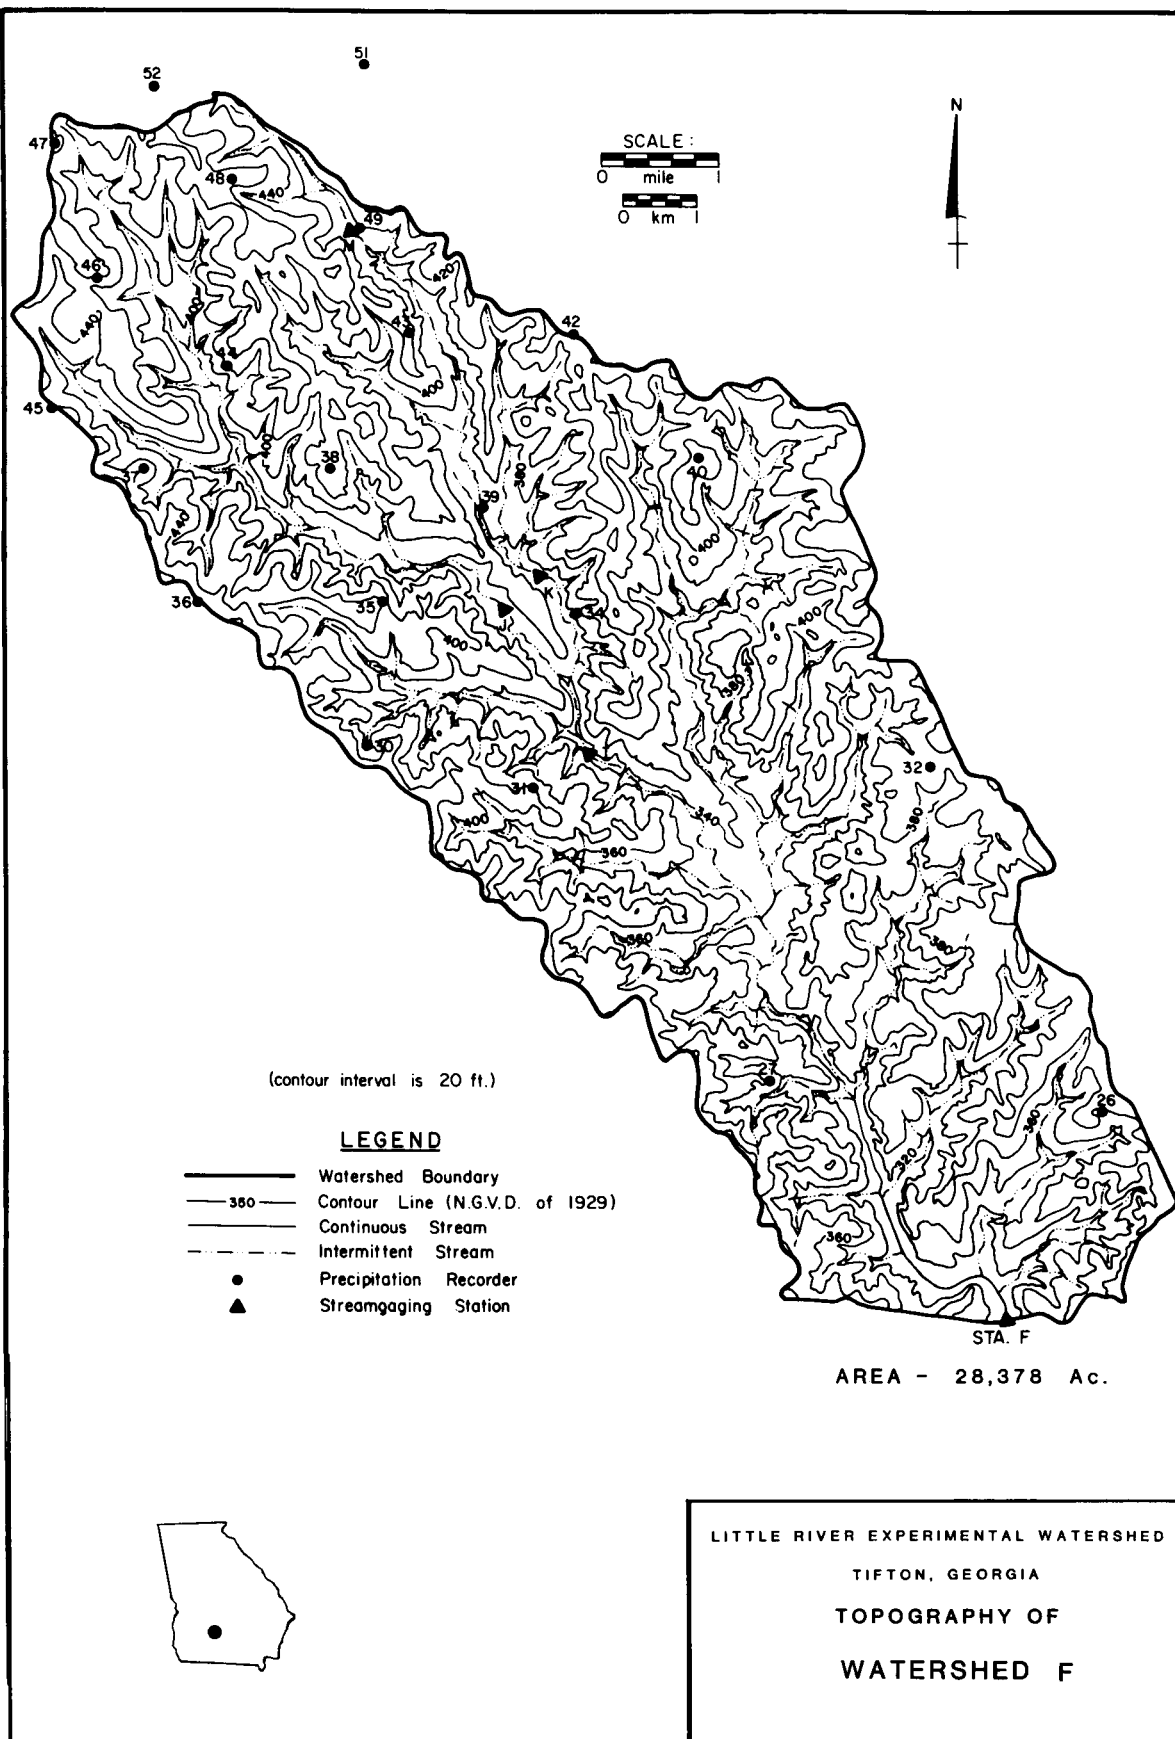 51
52
N
SCALE :
0 mile 1
0 km 1
47
48
440
49
M
46
420
400
440
42
43
44
400
45
400
38
40
37
380
39
440
400
K
36
35
34
J
400
400
380
30
I
32
31
340
380
400
360
360
380
27
26
380
320
360
(contour interval is 20 ft.)
LEGEND
Watershed Boundary
360 Contour Line (N.G.V.D. of 1929)
Continuous Stream
Intermittent Stream
Precipitation Recorder
Streamgaging Station
STA. F
AREA - 28,378 Ac.
LITTLE RIVER EXPERIMENTAL WATERSHED
TIFTON, GEORGIA
TOPOGRAPHY OF
WATERSHED F